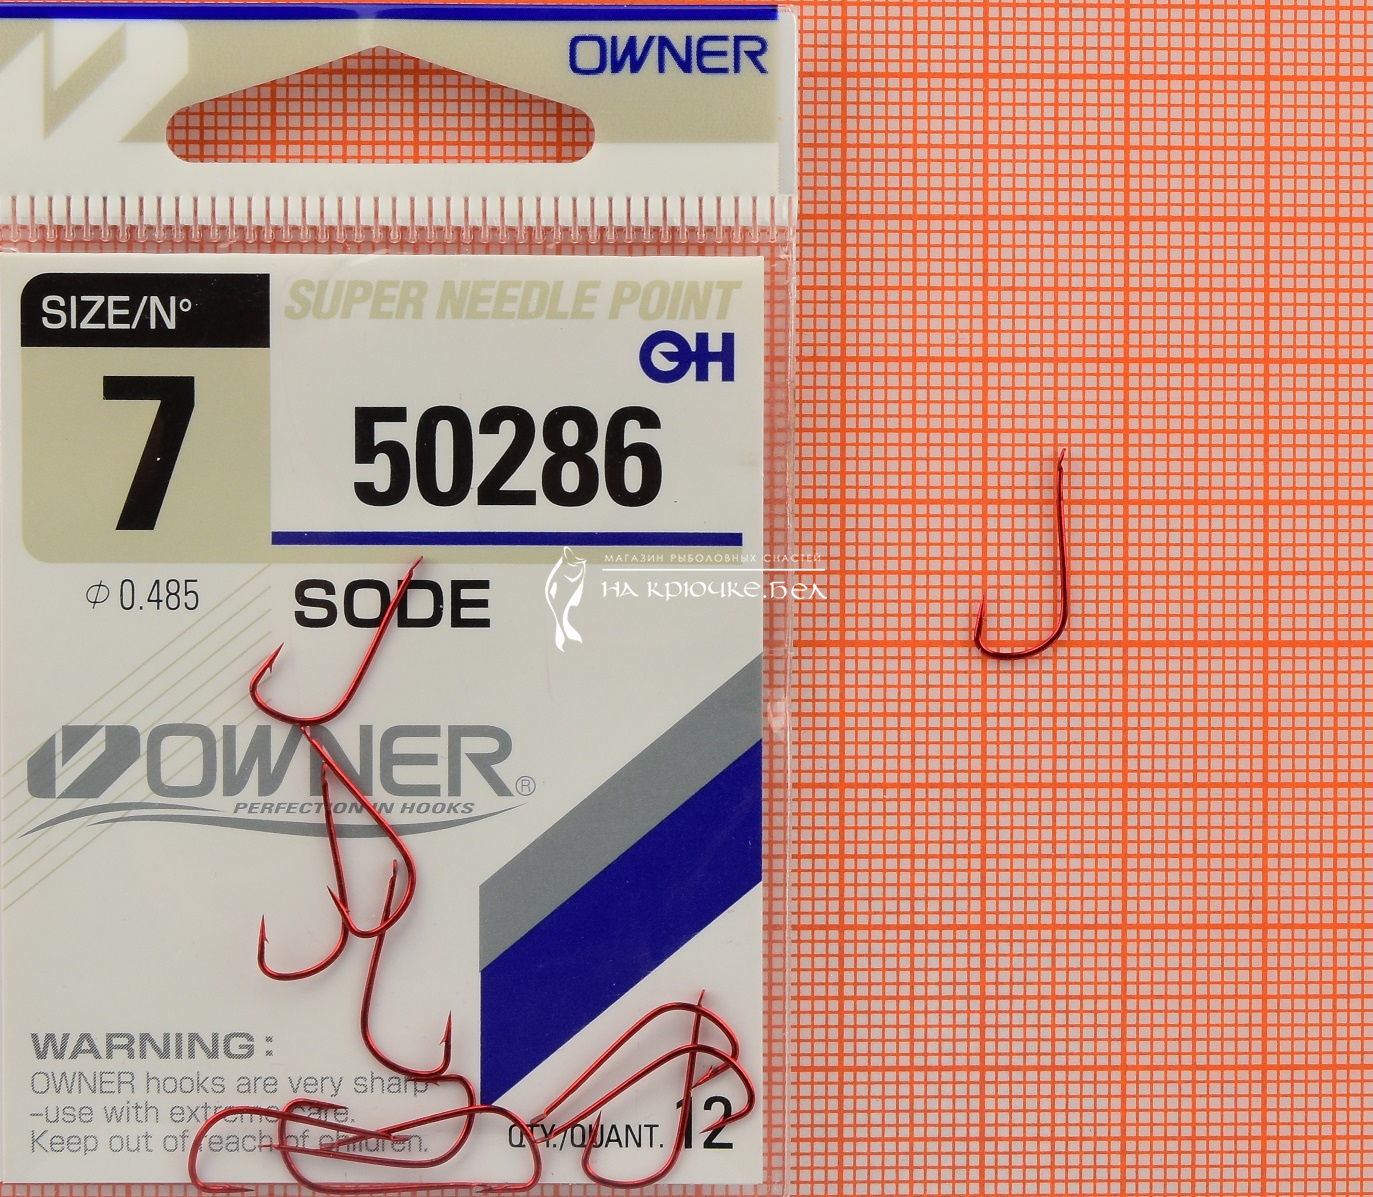 OWNER
SIZE/N°
SUPER NEEDLE POINT
7
50286
φ 0.485
SODE
МАГАЗИН РЫБОЛОВНЫХ СНАСТЕЙ
НА КРЮЧКЕ.БЕЛ
OWNER®
PERFECTION IN HOOKS
WARNING:
OWNER hooks are very sharp
-use with extreme care.
Keep out of reach of children.
QTY./QUANT. 12